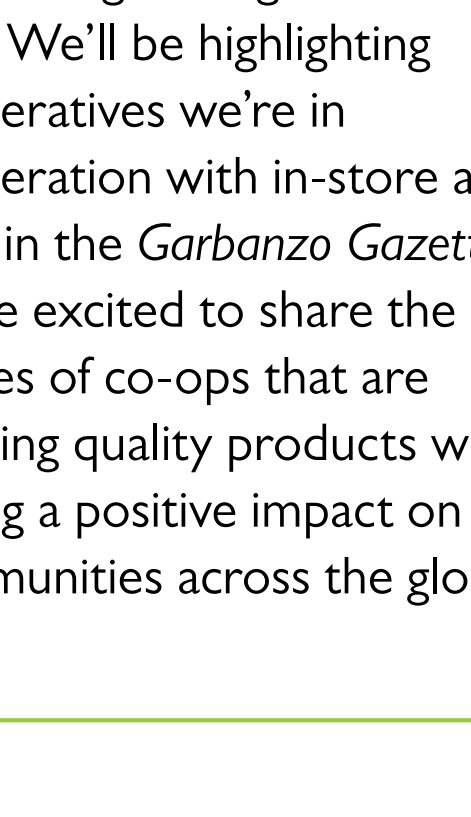 We’ll be highlighting
eratives we’re in
eration with in-store a
in the Garbanzo Gazett
e excited to share the
es of co-ops that are
ing quality products w
g a positive impact on
munities across the glo